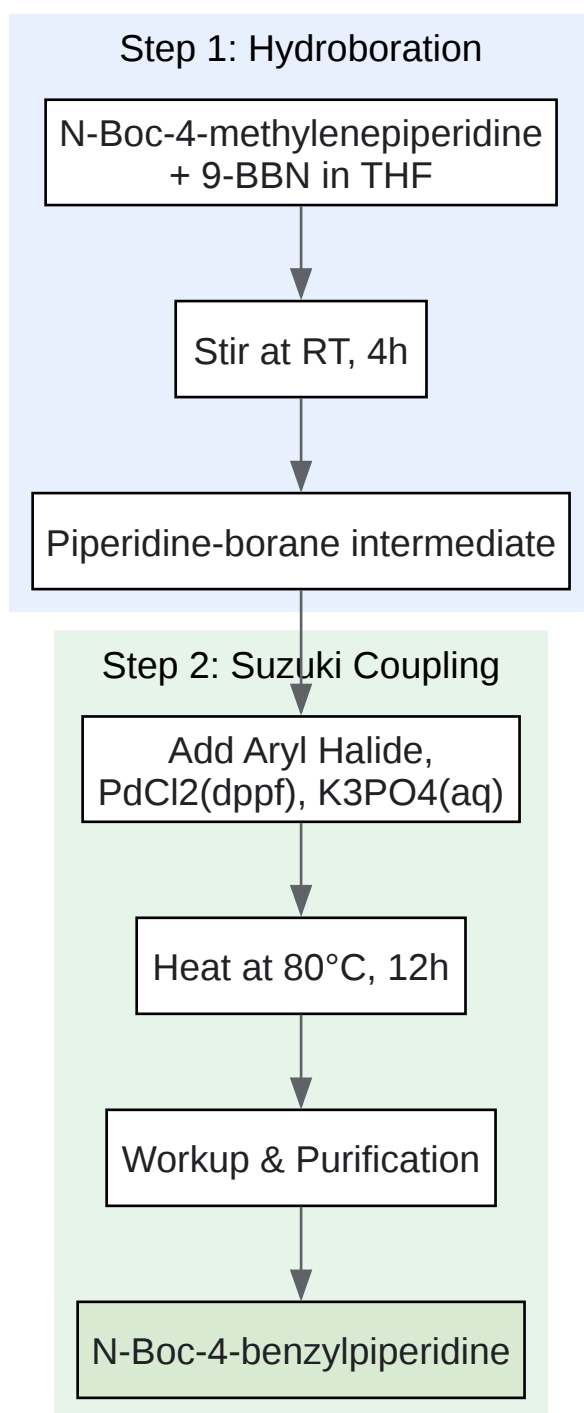 Step 1: Hydroboration
N-Boc-4-methylenepiperidine
+ 9-BBN in THF
Stir at RT, 4h
Piperidine-borane intermediate
Step 2: Suzuki Coupling
Add Aryl Halide,
PdCl2(dppf), K3PO4(aq)
Heat at 80°C, 12h
Workup & Purification
N-Boc-4-benzylpiperidine